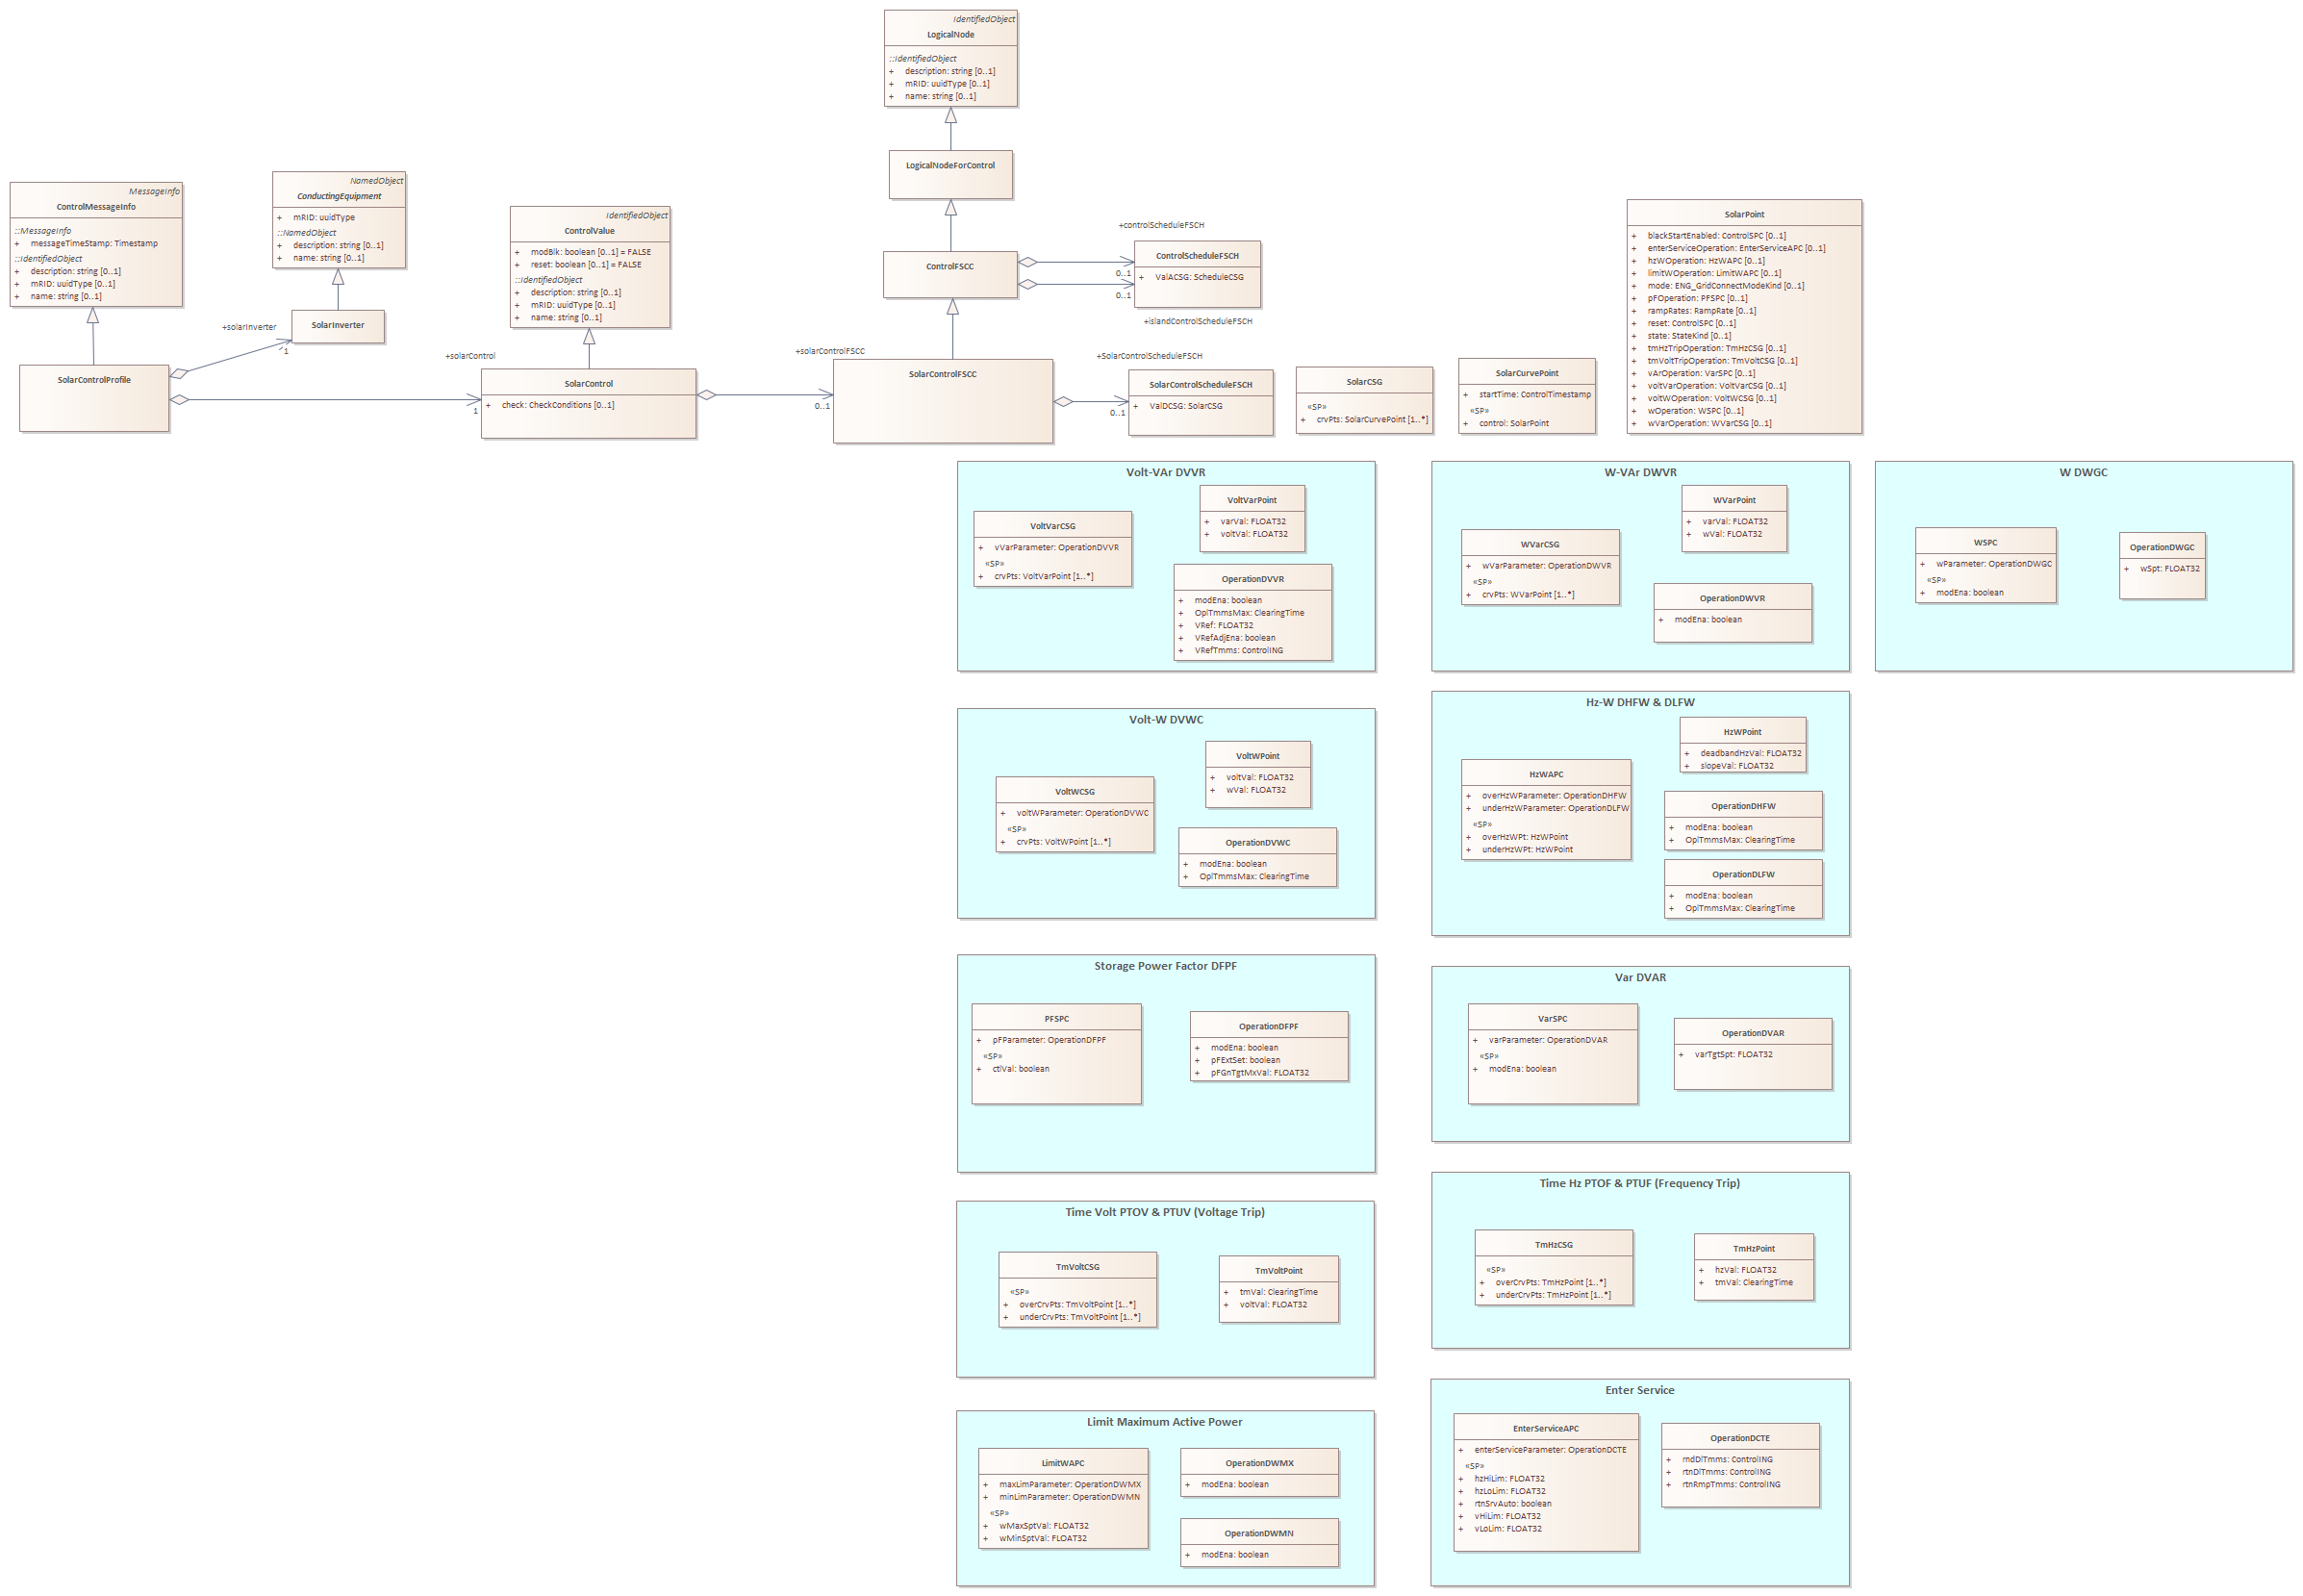 IdentifiedObject
LogicalNode
::IdentifiedObject
+ description: string [0..1]
+ mRID: uuidType [0..1]
+ name: string [0..1]
LogicalNodeForControl
MessageInfo
ControlMessageInfo
::MessageInfo
+ messageTimeStamp: Timestamp
::IdentifiedObject
+ description: string [0..1]
+ mRID: uuidType [0..1]
+ name: string [0..1]
NamedObject
ConductingEquipment
+ mRID: uuidType
::NamedObject
+ description: string [0..1]
+ name: string [0..1]
SolarInverter
+solarInverter
1
SolarControlProfile
+solarControl
1
IdentifiedObject
ControlValue
+ modBlk: boolean [0..1] = FALSE
+ reset: boolean [0..1] = FALSE
::IdentifiedObject
+ description: string [0..1]
+ mRID: uuidType [0..1]
+ name: string [0..1]
SolarControl
+ check: CheckConditions [0..1]
+solarControlFSCC
0..1
ControlFSCC
+controlScheduleFSCH
0..1
0..1
+islandControlScheduleFSCH
ControlScheduleFSCH
+ ValACSG: ScheduleCSG
SolarControlFSCC
+SolarControlScheduleFSCH
0..1
SolarControlScheduleFSCH
+ ValDCSG: SolarCSG
SolarCSG
«SP»
+ crvPts: SolarCurvePoint [1..*]
SolarCurvePoint
+ startTime: ControlTimestamp
«SP»
+ control: SolarPoint
SolarPoint
+ blackStartEnabled: ControlSPC [0..1]
+ enterServiceOperation: EnterServiceAPC [0..1]
+ hzWOperation: HzWAPC [0..1]
+ limitWOperation: LimitWAPC [0..1]
+ mode: ENG_GridConnectModeKind [0..1]
+ pFOperation: PFSPC [0..1]
+ rampRates: RampRate [0..1]
+ reset: ControlSPC [0..1]
+ state: StateKind [0..1]
+ tmHzTripOperation: TmHzCSG [0..1]
+ tmVoltTripOperation: TmVoltCSG [0..1]
+ vArOperation: VarSPC [0..1]
+ voltVarOperation: VoltVarCSG [0..1]
+ voltWOperation: VoltWCSG [0..1]
+ wOperation: WSPC [0..1]
+ wVarOperation: WVarCSG [0..1]
Volt-VAr DVVR
VoltVarCSG
+ vVarParameter: OperationDVVR
«SP»
+ crvPts: VoltVarPoint [1..*]
VoltVarPoint
+ varVal: FLOAT32
+ voltVal: FLOAT32
OperationDVVR
+ modEna: boolean
+ OplTmmsMax: ClearingTime
+ VRef: FLOAT32
+ VRefAdjEna: boolean
+ VRefTmms: ControlING
W-VAr DWVR
WVarCSG
+ wVarParameter: OperationDWVR
«SP»
+ crvPts: WVarPoint [1..*]
WVarPoint
+ varVal: FLOAT32
+ wVal: FLOAT32
OperationDWVR
+ modEna: boolean
W DWGC
WSPC
+ wParameter: OperationDWGC
«SP»
+ modEna: boolean
OperationDWGC
+ wSpt: FLOAT32
Volt-W DVWC
VoltWCSG
+ voltWParameter: OperationDVWC
«SP»
+ crvPts: VoltWPoint [1..*]
VoltWPoint
+ voltVal: FLOAT32
+ wVal: FLOAT32
OperationDVWC
+ modEna: boolean
+ OplTmmsMax: ClearingTime
Hz-W DHFW & DLFW
HzWAPC
+ overHzWParameter: OperationDHFW
+ underHzWParameter: OperationDLFW
«SP»
+ overHzWPt: HzWPoint
+ underHzWPt: HzWPoint
HzWPoint
+ deadbandHzVal: FLOAT32
+ slopeVal: FLOAT32
OperationDHFW
+ modEna: boolean
+ OplTmmsMax: ClearingTime
OperationDLFW
+ modEna: boolean
+ OplTmmsMax: ClearingTime
Storage Power Factor DFPF
PFSPC
+ pFParameter: OperationDFPF
«SP»
+ ctlVal: boolean
OperationDFPF
+ modEna: boolean
+ pFExtSet: boolean
+ pFGnTgtMxVal: FLOAT32
Var DVAR
VarSPC
+ varParameter: OperationDVAR
«SP»
+ modEna: boolean
OperationDVAR
+ varTgtSpt: FLOAT32
Time Volt PTOV & PTUV (Voltage Trip)
TmVoltCSG
«SP»
+ overCrvPts: TmVoltPoint [1..*]
+ underCrvPts: TmVoltPoint [1..*]
TmVoltPoint
+ tmVal: ClearingTime
+ voltVal: FLOAT32
Time Hz PTOF & PTUF (Frequency Trip)
TmHzCSG
«SP»
+ overCrvPts: TmHzPoint [1..*]
+ underCrvPts: TmHzPoint [1..*]
TmHzPoint
+ hzVal: FLOAT32
+ tmVal: ClearingTime
Limit Maximum Active Power
LimitWAPC
+ maxLimParameter: OperationDWMX
+ minLimParameter: OperationDWMN
«SP»
+ wMaxSptVal: FLOAT32
+ wMinSptVal: FLOAT32
OperationDWMX
+ modEna: boolean
OperationDWMN
+ modEna: boolean
Enter Service
EnterServiceAPC
+ enterServiceParameter: OperationDCTE
«SP»
+ hzHiLim: FLOAT32
+ hzLoLim: FLOAT32
+ rtnSrvAuto: boolean
+ vHiLim: FLOAT32
+ vLoLim: FLOAT32
OperationDCTE
+ rndDlTmms: ControlING
+ rtnDlTmms: ControlING
+ rtnRmpTmms: ControlING